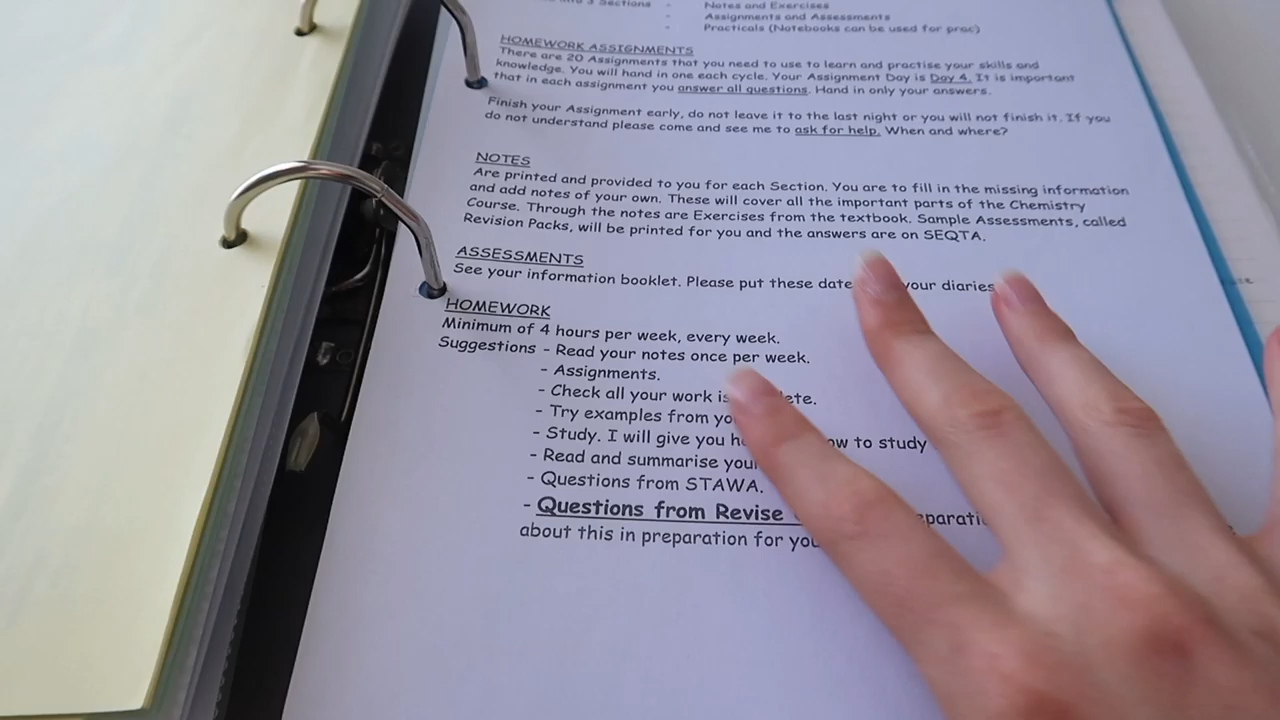 3 Sections - Notes and Exercises
- Assignments and Assessments
- Practicals (Notebooks can be used for prac)
HOMEWORK ASSIGNMENTS
There are 20 Assignments that you need to use to learn and practise your skills and
knowledge. You will hand in one each cycle. Your Assignment Day is Day 4. It is important
that in each assignment you answer all questions. Hand in only your answers.
Finish your Assignment early, do not leave it to the last night or you will not finish it. If you
do not understand please come and see me to ask for help. When and where?
NOTES
Are printed and provided to you for each Section. You are to fill in the missing information
and add notes of your own. These will cover all the important parts of the Chemistry
Course. Through the notes are Exercises from the textbook. Sample Assessments, called
Revision Packs, will be printed for you and the answers are on SEQTA.
ASSESSMENTS
See your information booklet. Please put these date your diaries
HOMEWORK
Minimum of 4 hours per week, every week.
Suggestions - Read your notes once per week.
- Assignments.
- Check all your work is
- Try examples from
- Study. I will give you to study
- Read and summarise
- Questions from STAWA.
- Questions from Revise
about this in preparation for